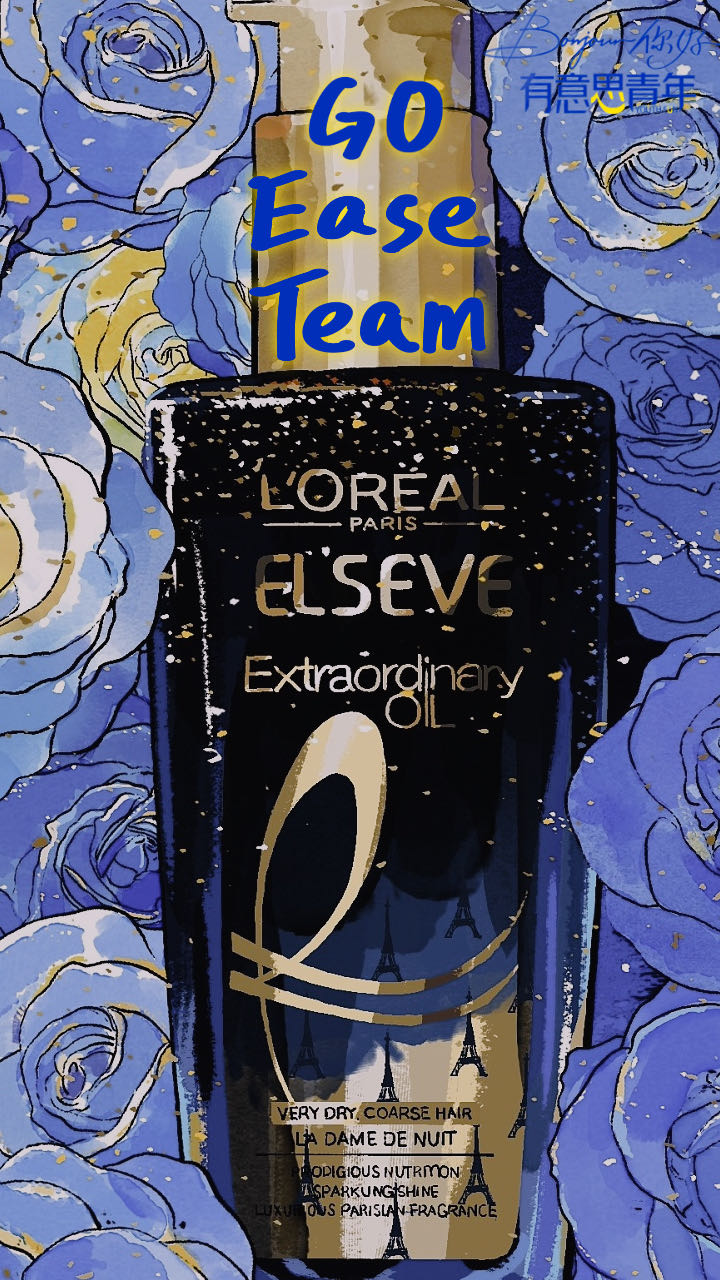 有意思青年
GO
Ease
Team
L'ORÉAL
PARIS
ELSEVE
Extraordinary
OIL
VERY DRY, COARSE HAIR
LA DAME DE NUIT
PRODIGIOUS NUTRITION
SPARKLING SHINE
LUXURIOUS PARISIAN FRAGRANCE